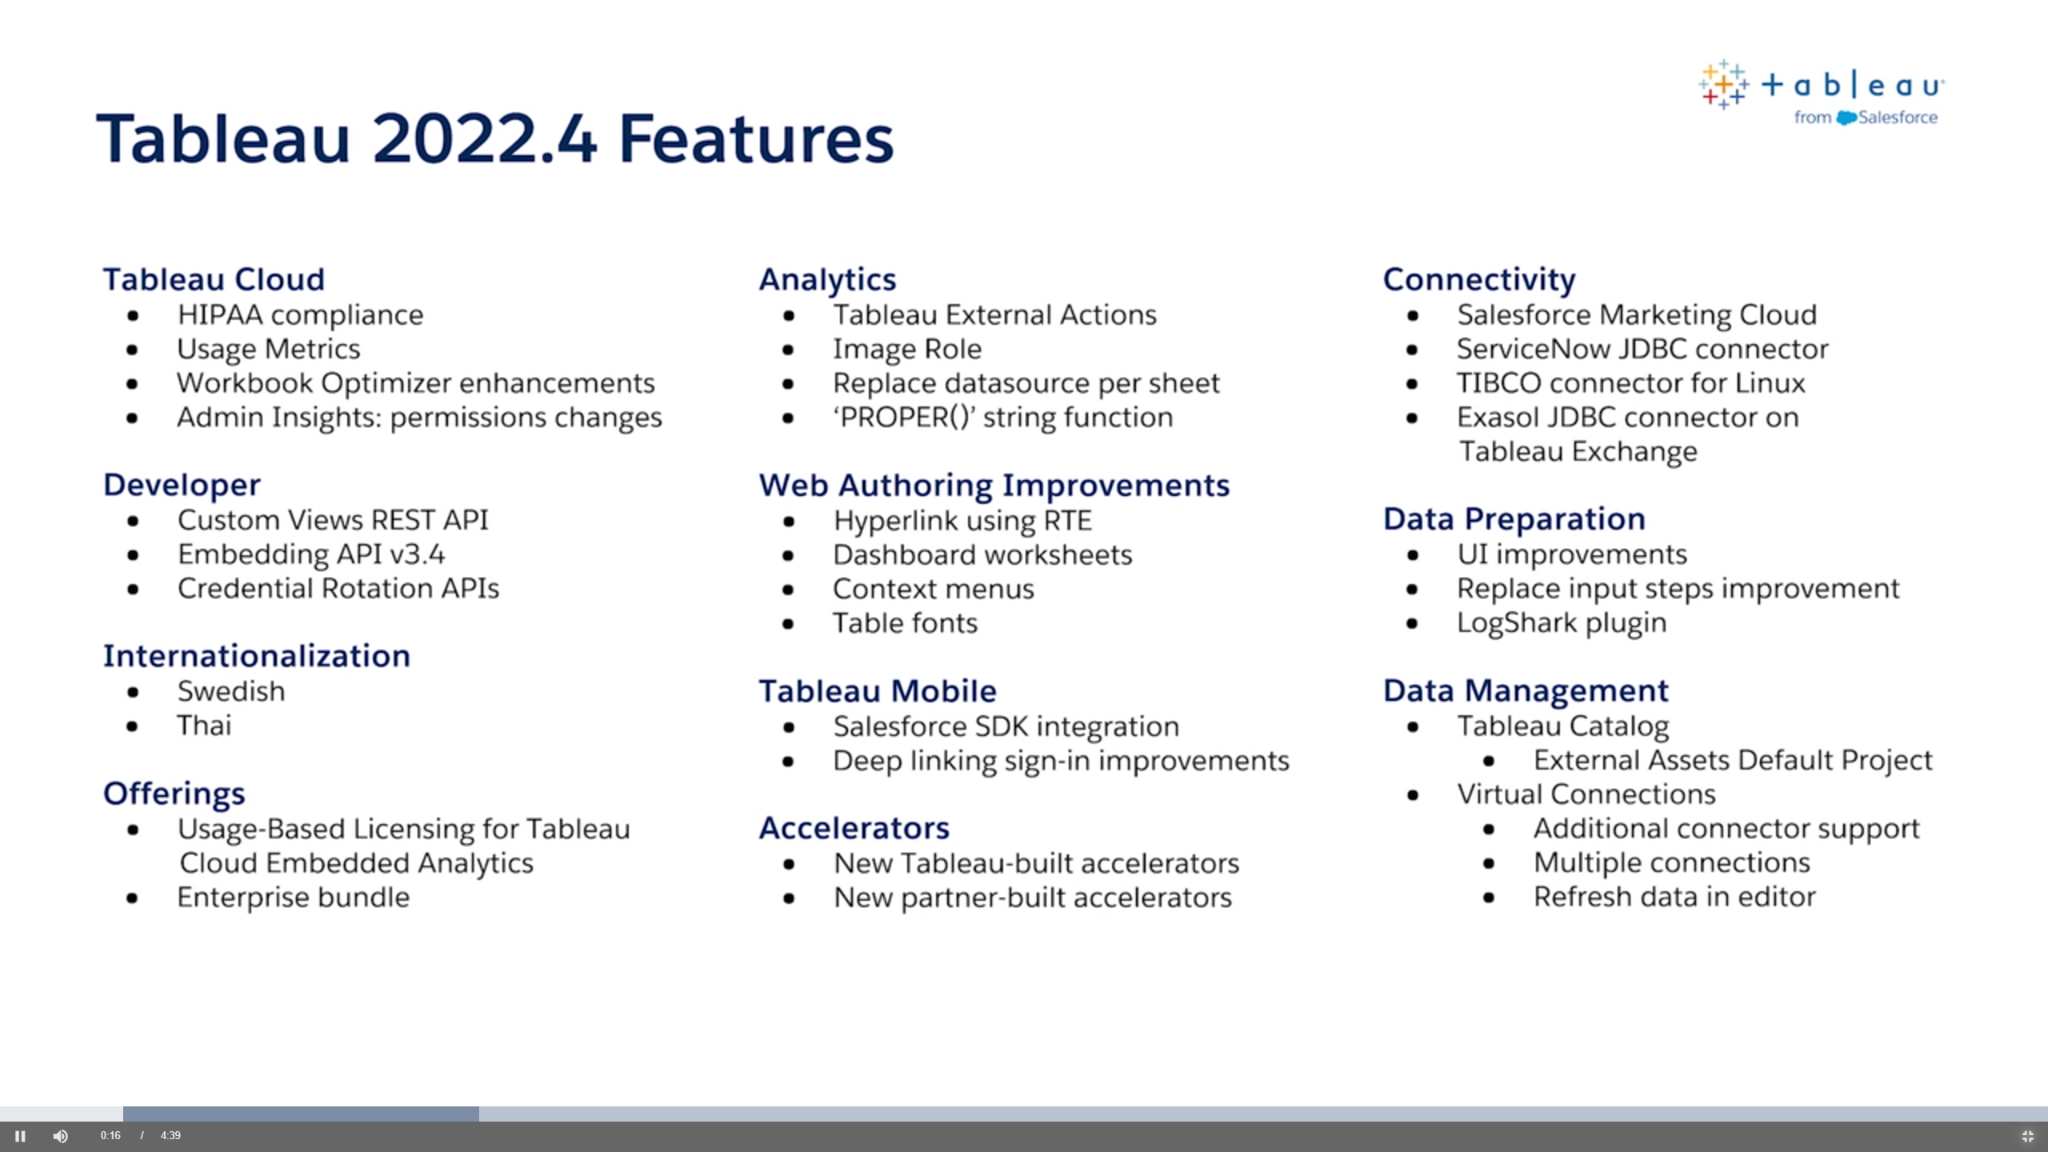 tableau
from Salesforce
Tableau 2022.4 Features
Tableau Cloud
• HIPAA compliance
• Usage Metrics
• Workbook Optimizer enhancements
• Admin Insights: permissions changes
Developer
• Custom Views REST API
• Embedding API v3.4
• Credential Rotation APIs
Internationalization
• Swedish
• Thai
Offerings
• Usage-Based Licensing for Tableau
Cloud Embedded Analytics
• Enterprise bundle
Analytics
• Tableau External Actions
• Image Role
• Replace datasource per sheet
• ‘PROPER()’ string function
Web Authoring Improvements
• Hyperlink using RTE
• Dashboard worksheets
• Context menus
• Table fonts
Tableau Mobile
• Salesforce SDK integration
• Deep linking sign-in improvements
Accelerators
• New Tableau-built accelerators
• New partner-built accelerators
Connectivity
• Salesforce Marketing Cloud
• ServiceNow JDBC connector
• TIBCO connector for Linux
• Exasol JDBC connector on
Tableau Exchange
Data Preparation
• UI improvements
• Replace input steps improvement
• LogShark plugin
Data Management
• Tableau Catalog
• External Assets Default Project
• Virtual Connections
• Additional connector support
• Multiple connections
• Refresh data in editor
0:16 / 4:39